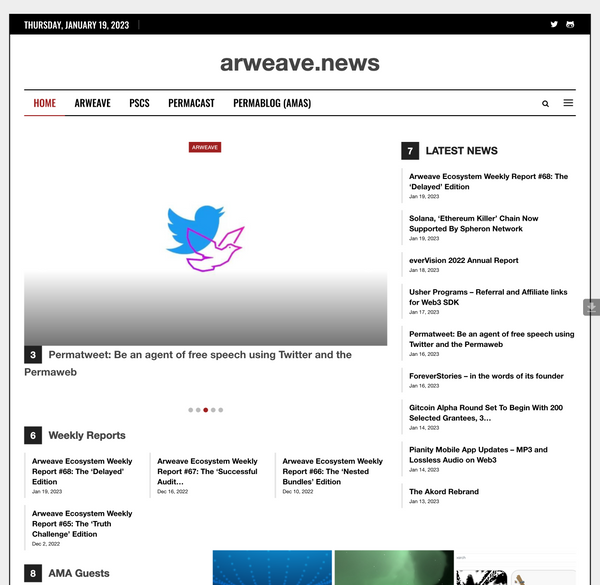 THURSDAY, JANUARY 19, 2023
arweave.news
HOME
ARWEAVE
PSCS
PERMACAST
PERMABLOG (AMAS)
ARWEAVE
3 Permatweet: Be an agent of free speech using Twitter and the
Permaweb
6 Weekly Reports
Arweave Ecosystem Weekly
Report #68: The ‘Delayed’
Edition
Jan 19, 2023
Arweave Ecosystem Weekly
Report #67: The ‘Successful
Audit…
Dec 16, 2022
Arweave Ecosystem Weekly
Report #66: The ‘Nested
Bundles’ Edition
Dec 10, 2022
Arweave Ecosystem Weekly
Report #65: The ‘Truth
Challenge’ Edition
Dec 2, 2022
8 AMA Guests
7 LATEST NEWS
Arweave Ecosystem Weekly Report #68: The
‘Delayed’ Edition
Jan 19, 2023
Solana, ‘Ethereum Killer’ Chain Now
Supported By Spheron Network
Jan 19, 2023
everVision 2022 Annual Report
Jan 18, 2023
Usher Programs – Referral and Affiliate links
for Web3 SDK
Jan 17, 2023
Permatweet: Be an agent of free speech using
Twitter and the Permaweb
Jan 16, 2023
ForeverStories – in the words of its founder
Jan 16, 2023
Gitcoin Alpha Round Set To Begin With 200
Selected Grantees, 3…
Jan 14, 2023
Pianity Mobile App Updates – MP3 and
Lossless Audio on Web3
Jan 14, 2023
The Akord Rebrand
Jan 13, 2023